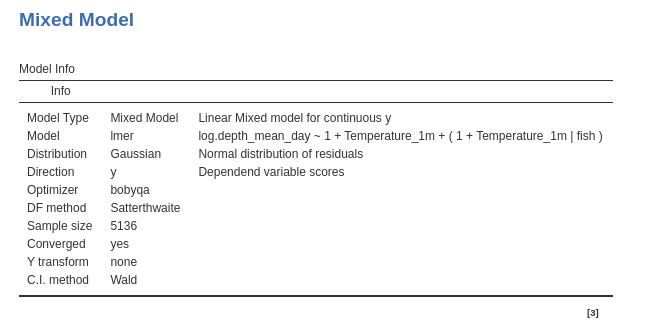 Mixed Model
Model Info
Info
Model Type Mixed Model Linear Mixed model for continuous y
Model lmer log.depth_mean_day ~ 1 + Temperature_1m + ( 1 + Temperature_1m | fish )
Distribution Gaussian Normal distribution of residuals
Direction y Dependend variable scores
Optimizer bobyqa
DF method Satterthwaite
Sample size 5136
Converged yes
Y transform none
C.I. method Wald
[3]